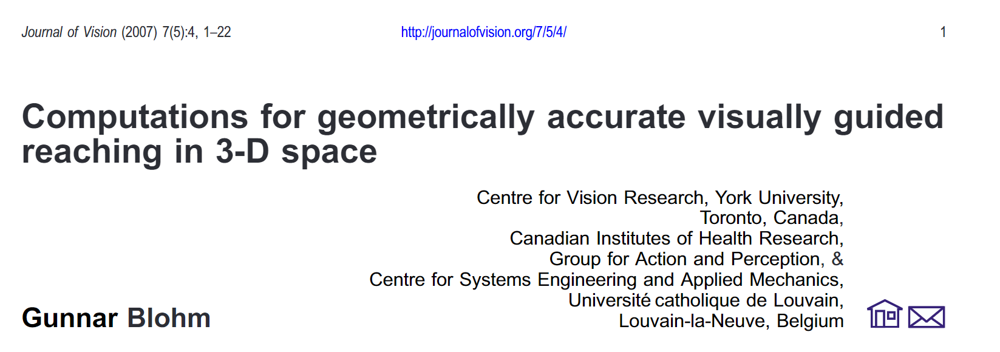 Journal of Vision (2007) 7(5):4, 1–22 http://journalofvision.org/7/5/4/ 1
Computations for geometrically accurate visually guided
reaching in 3-D space
Centre for Vision Research, York University,
Toronto, Canada,
Canadian Institutes of Health Research,
Group for Action and Perception, &
Centre for Systems Engineering and Applied Mechanics,
Université catholique de Louvain,
Gunnar Blohm Louvain-la-Neuve, Belgium